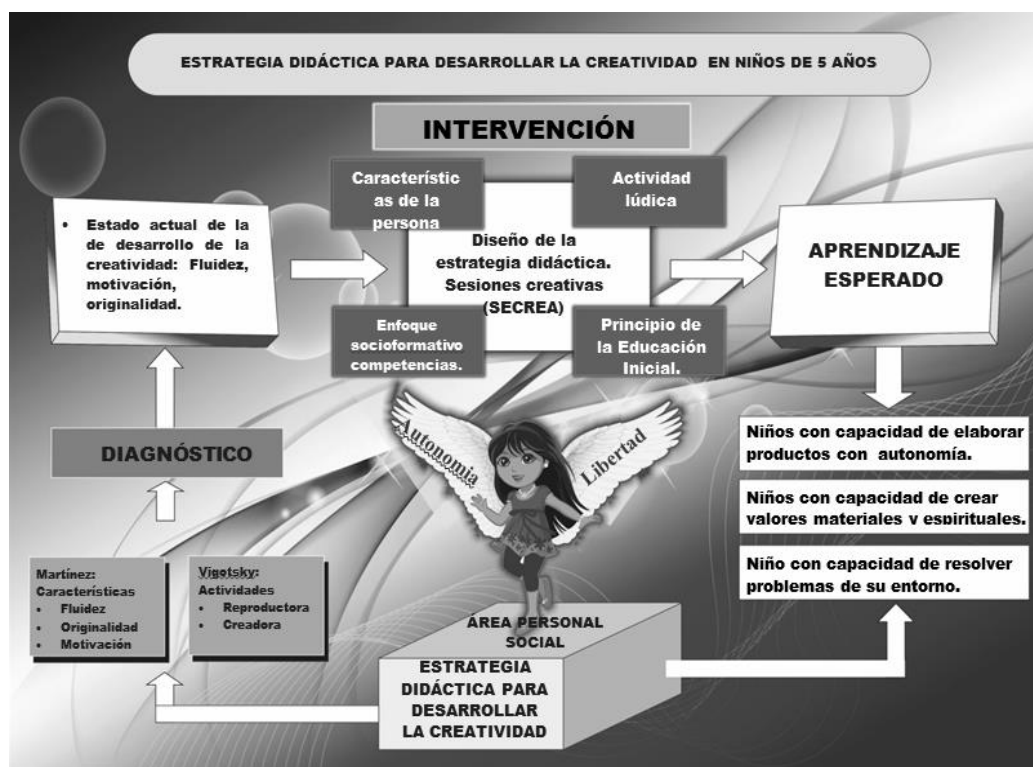 ESTRATEGIA DIDÁCTICA PARA DESARROLLAR LA CREATIVIDAD EN NIÑOS DE 5 AÑOS
INTERVENCIÓN
Característic
as de la
persona
Actividad
lúdica
• Estado actual de la
de desarrollo de la
creatividad: Fluidez,
motivación,
originalidad.
Diseño de la
estrategia didáctica.
Sesiones creativas
(SECREA)
APRENDIZAJE
ESPERADO
Enfoque
socioformativo
competencias.
Principio de
la Educación
Inicial.
Autonomia
Libertad
DIAGNÓSTICO
Niños con capacidad de elaborar
productos con autonomía.
Niños con capacidad de crear
valores materiales y espirituales.
Niño con capacidad de resolver
problemas de su entorno.
Martínez:
Características
• Fluidez
• Originalidad
• Motivación
Vigotsky:
Actividades
• Reproductora
• Creadora
ÁREA PERSONAL
SOCIAL
ESTRATEGIA
DIDÁCTICA PARA
DESARROLLAR
LA CREATIVIDAD